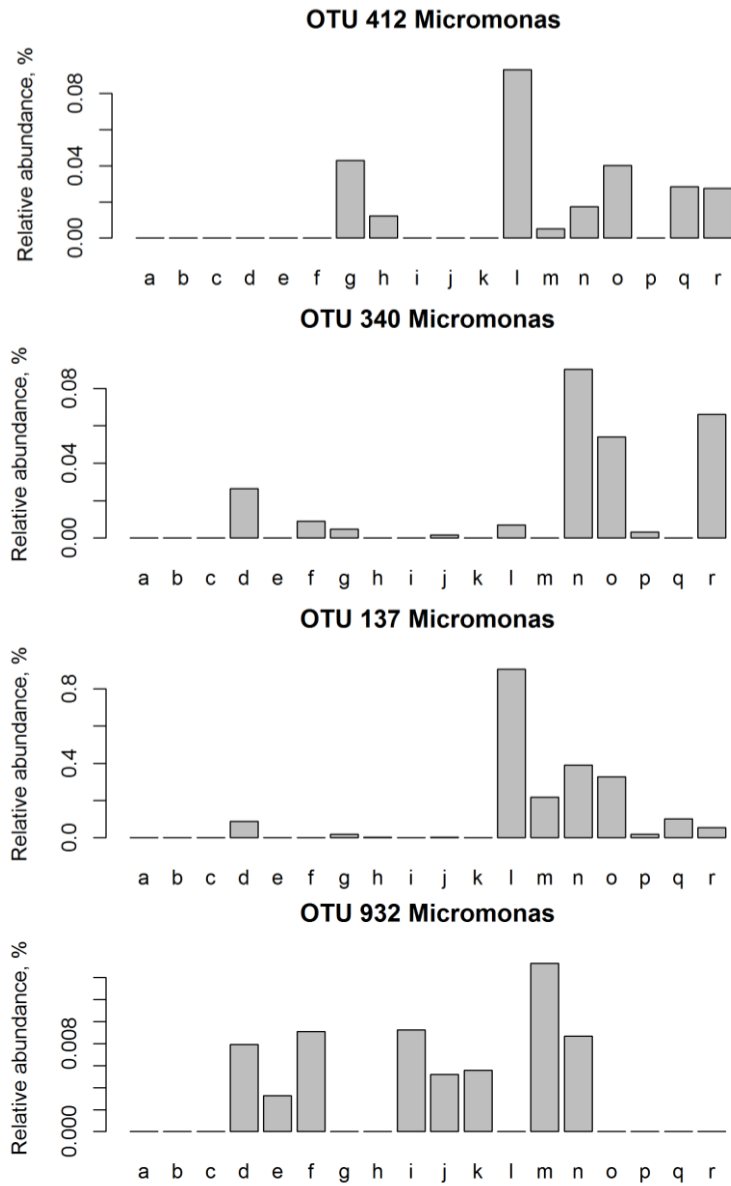 OTU 412 Micromonas
Relative abundance, %
0.00 0.04 0.08
a b c d e f g h i j k l m n o p q r
OTU 340 Micromonas
Relative abundance, %
0.00 0.04 0.08
a b c d e f g h i j k l m n o p q r
OTU 137 Micromonas
Relative abundance, %
0.0 0.4 0.8
a b c d e f g h i j k l m n o p q r
OTU 932 Micromonas
Relative abundance, %
0.000 0.008
a b c d e f g h i j k l m n o p q r